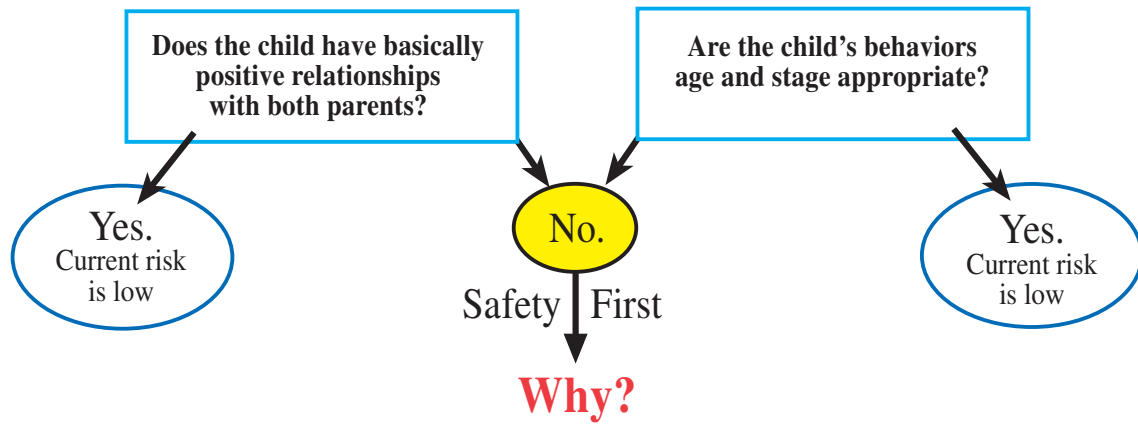 Does the child have basically
positive relationships
with both parents?
Are the child’s behaviors
age and stage appropriate?
Yes.
Current risk
is low
No.
Yes.
Current risk
is low
Safety First
Why?